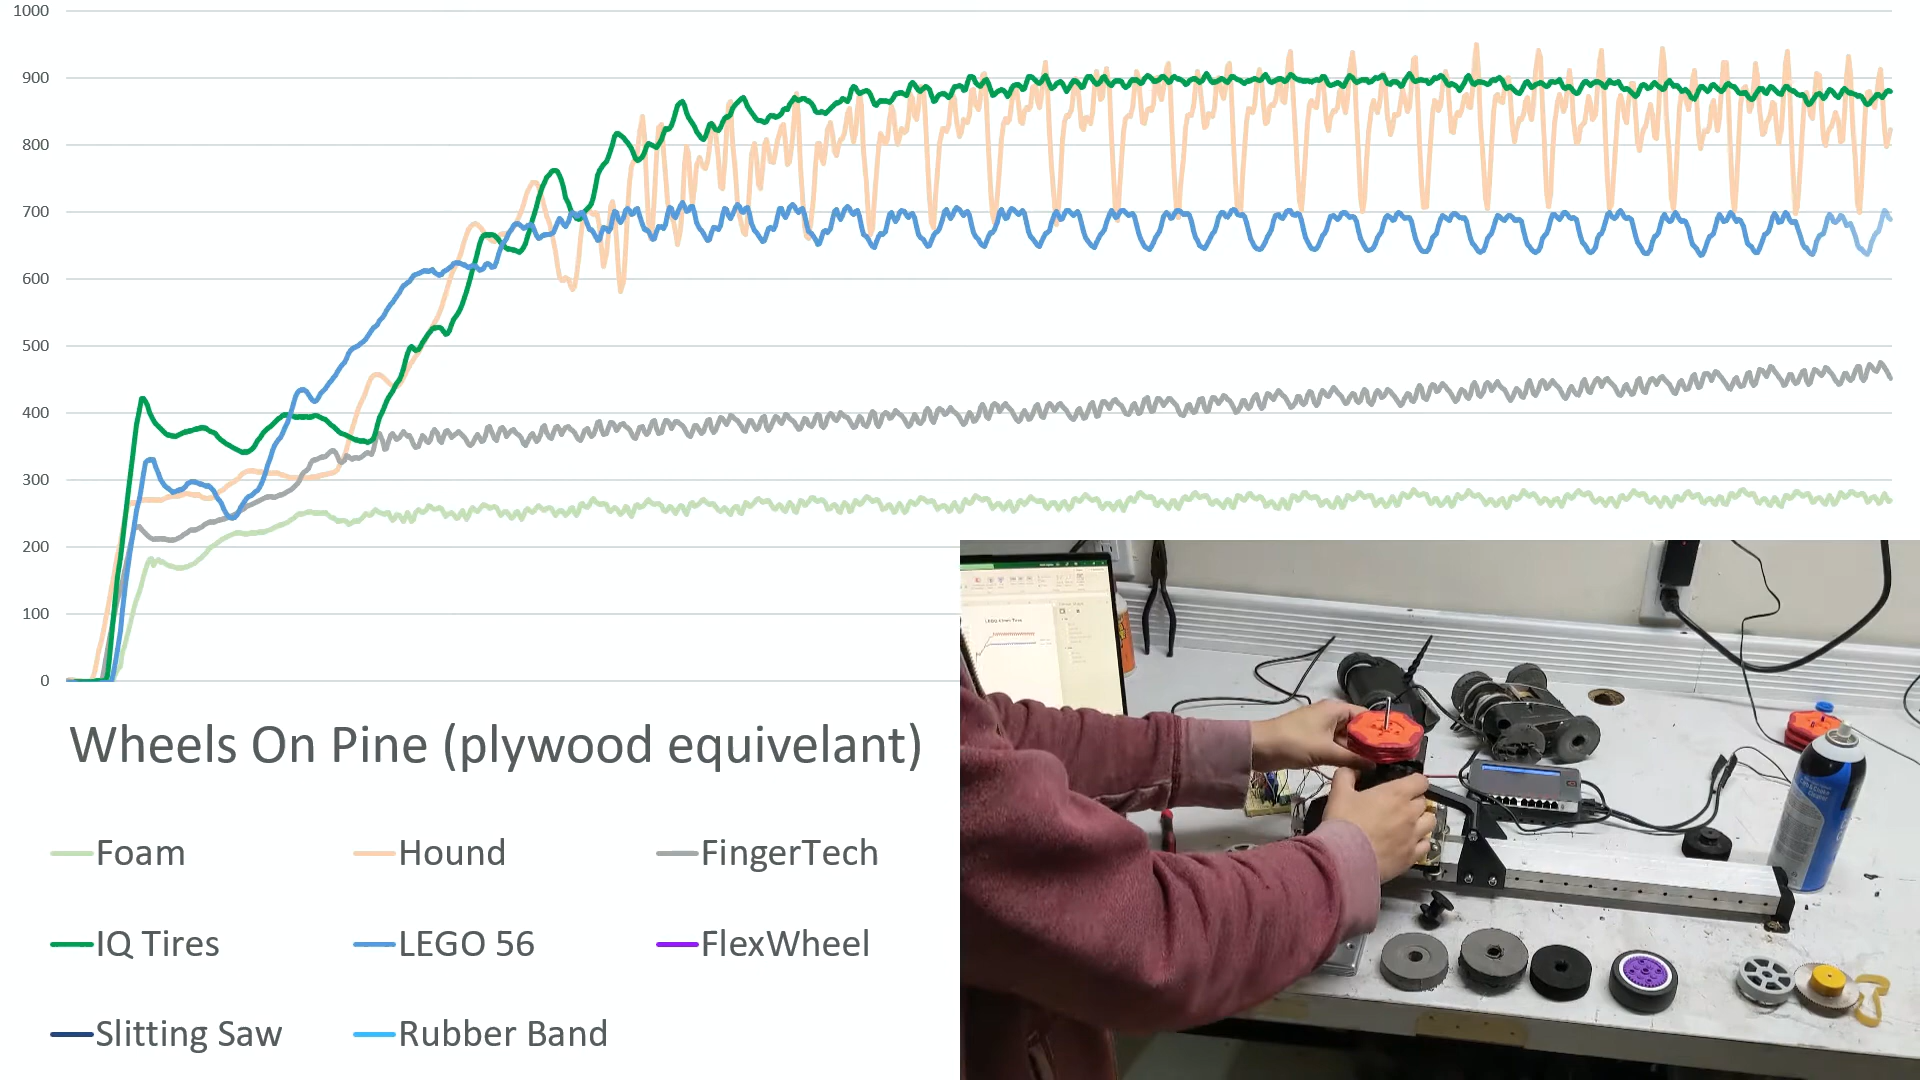 1000
900
800
700
600
500
400
300
200
100
0
Wheels On Pine (plywood equivelant)
Foam Hound FingerTech
IQ Tires LEGO 56 FlexWheel
Slitting Saw Rubber Band